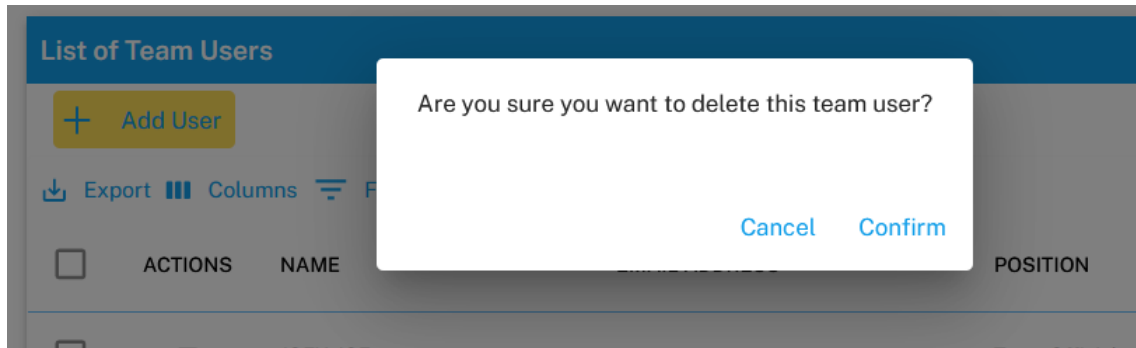 List of Team Users
Are you sure you want to delete this team user?
Add User
Export Columns
Cancel Confirm
ACTIONS NAME POSITION